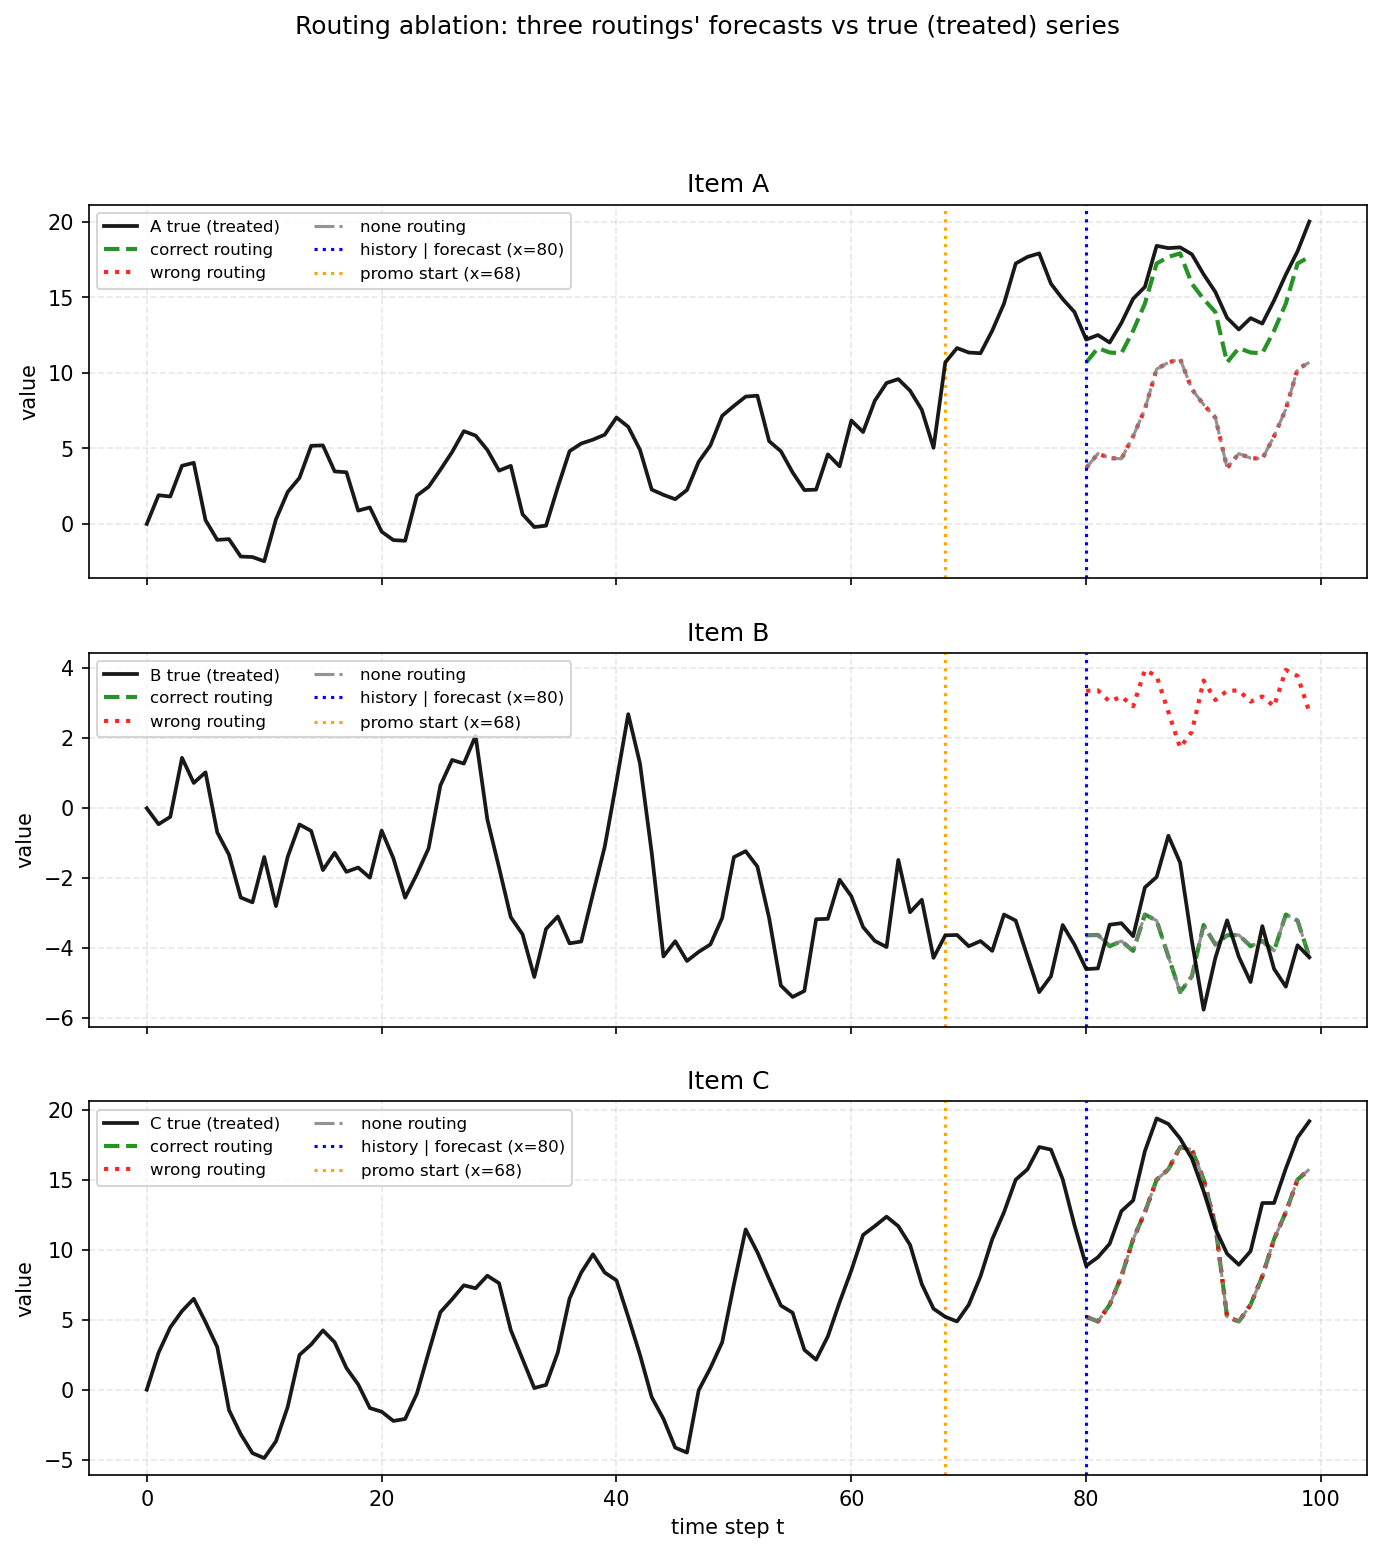 Routing ablation: three routings' forecasts vs true (treated) series
Item A
A true (treated)
correct routing
wrong routing
none routing
history | forecast (x=80)
promo start (x=68)
20
15
10
5
0
value
Item B
B true (treated)
correct routing
wrong routing
none routing
history | forecast (x=80)
promo start (x=68)
4
2
0
−2
−4
−6
value
Item C
C true (treated)
correct routing
wrong routing
none routing
history | forecast (x=80)
promo start (x=68)
20
15
10
5
0
−5
value
0 20 40 60 80 100
time step t